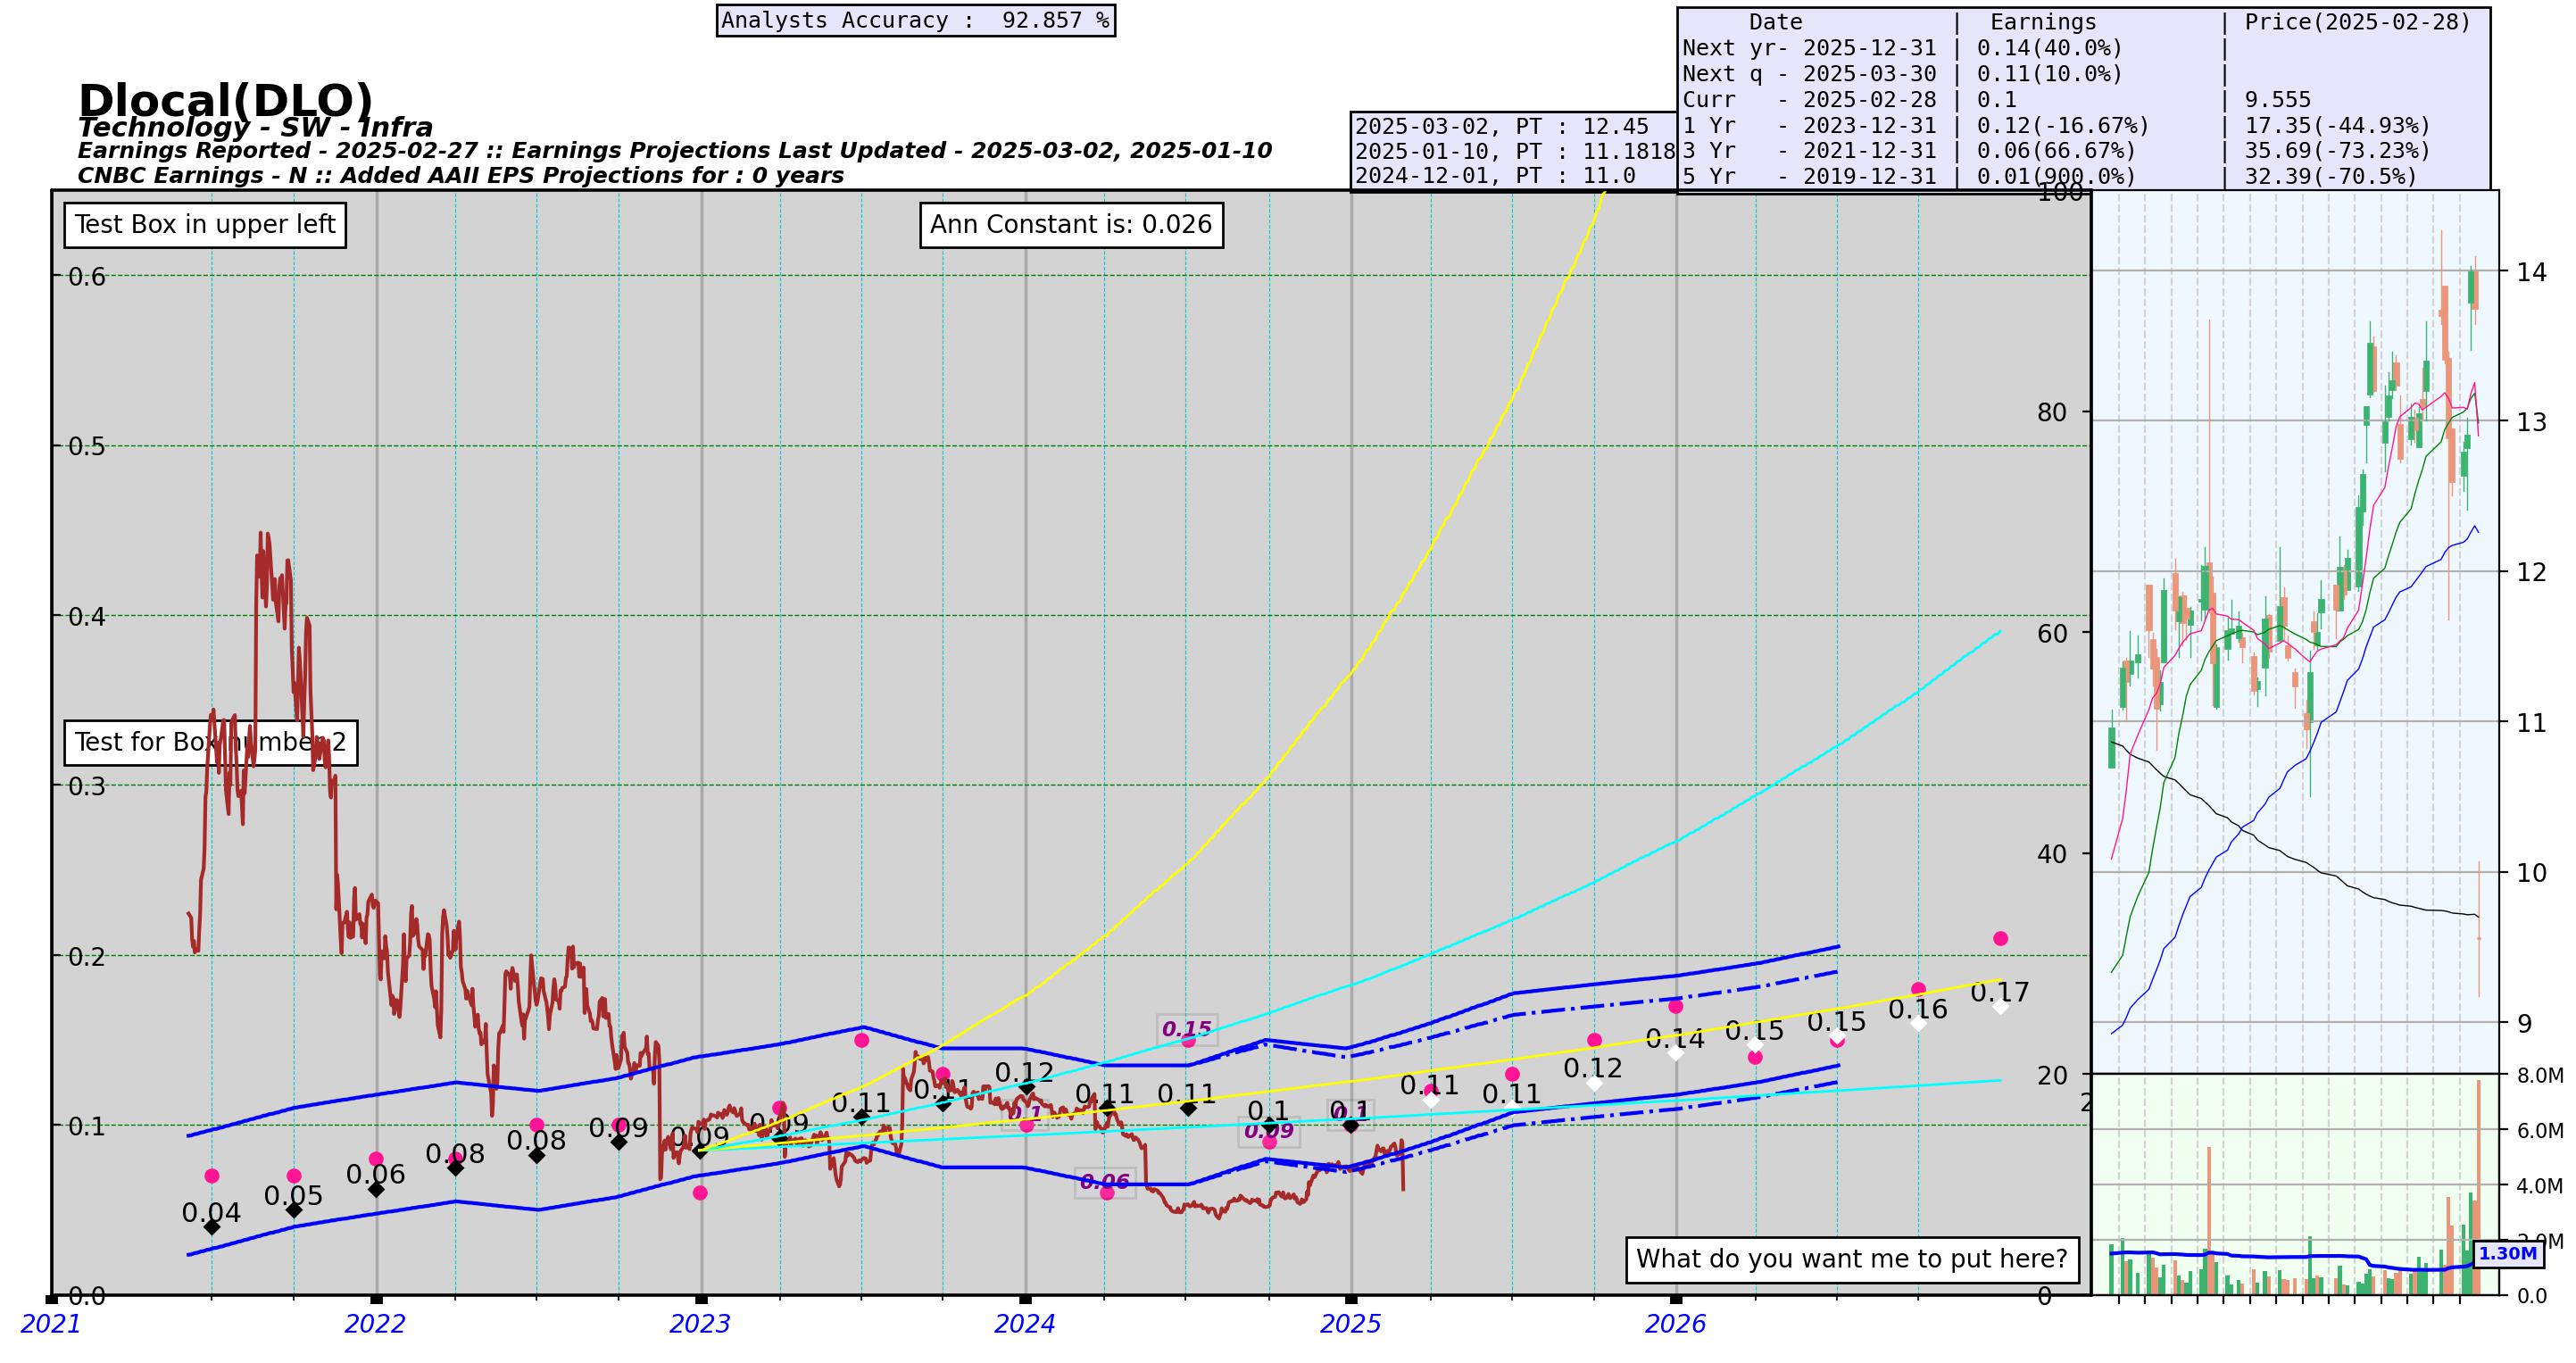 Analysts Accuracy :  92.857 %
Date | Earnings | Price(2025-02-28)
Next yr- 2025-12-31 | 0.14(40.0%) |
Next q - 2025-03-30 | 0.11(10.0%) |
Curr - 2025-02-28 | 0.1 | 9.555
1 Yr - 2023-12-31 | 0.12(-16.67%) | 17.35(-44.93%)
3 Yr - 2021-12-31 | 0.06(66.67%) | 35.69(-73.23%)
5 Yr - 2019-12-31 | 0.01(900.0%) | 32.39(-70.5%)
Dlocal(DLO)
Technology - SW - Infra
Earnings Reported - 2025-02-27 :: Earnings Projections Last Updated - 2025-03-02, 2025-01-10
CNBC Earnings - N :: Added AAII EPS Projections for : 0 years
2025-03-02, PT : 12.45
2025-01-10, PT : 11.1818
2024-12-01, PT : 11.0
Test Box in upper left
Ann Constant is: 0.026
Test for Box number 2
What do you want me to put here?
0.6
0.5
0.4
0.3
0.2
0.1
0.0
100
80
60
40
20
0
0.04
0.05
0.06
0.08
0.08
0.09
0.09
0.09
0.11
0.11
0.12
0.11
0.11
0.1
0.1
0.11
0.11
0.12
0.14
0.15
0.15
0.16
0.17
0.1
0.06
0.15
0.09
0.1
2021 2022 2023 2024 2025 2026
2
14
13
12
11
10
9
8.0M
6.0M
4.0M
2.0M
1.30M
0.0